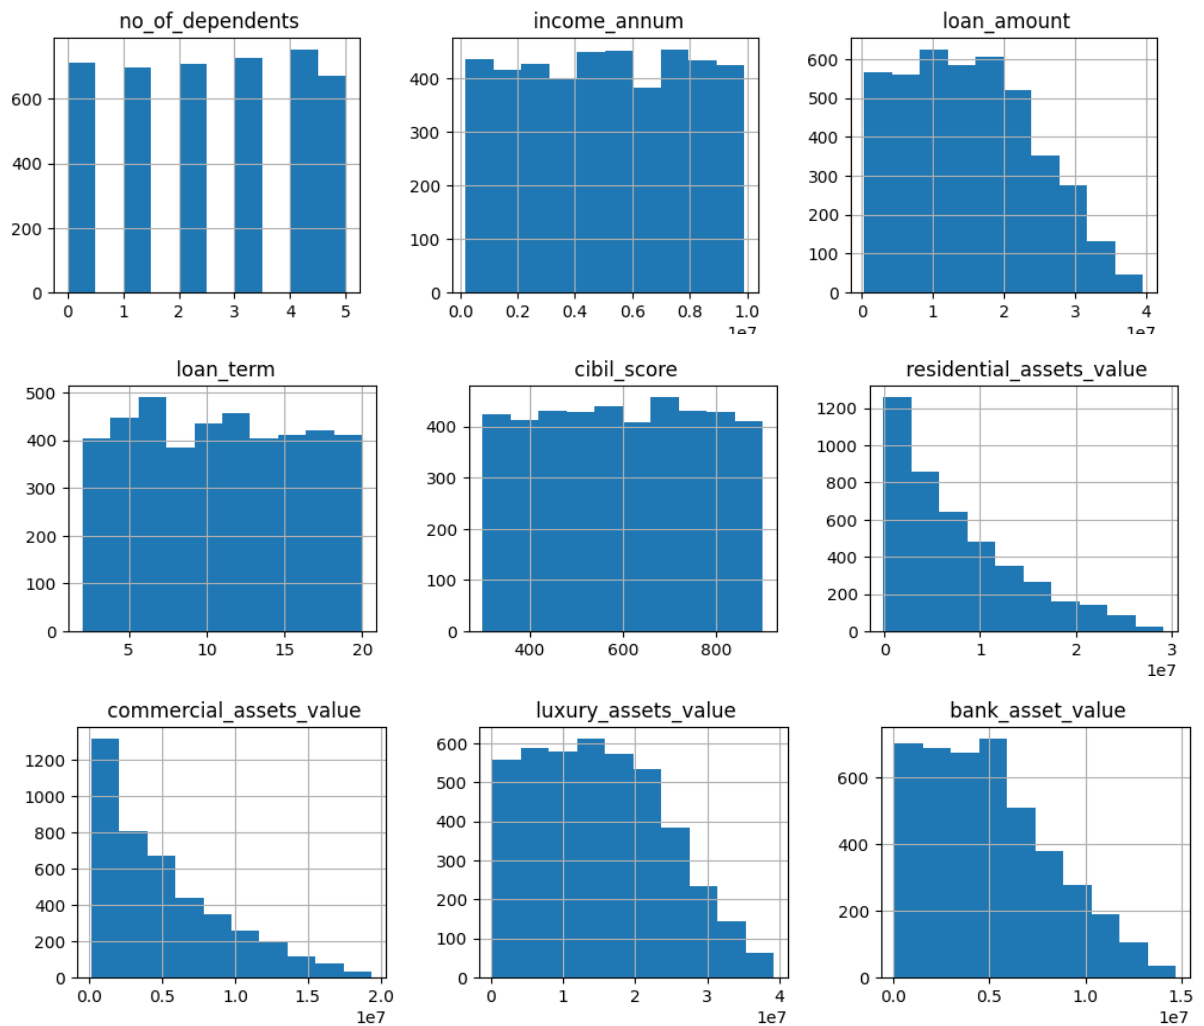 no_of_dependents
600
400
200
0
0 1 2 3 4 5
income_annum
400
300
200
100
0
0.0 0.2 0.4 0.6 0.8 1.0
1e7
loan_amount
600
500
400
300
200
100
0
0 1 2 3 4
1e7
loan_term
500
400
300
200
100
0
5 10 15 20
cibil_score
400
300
200
100
0
400 600 800
residential_assets_value
1200
1000
800
600
400
200
0
0 1 2 3
1e7
commercial_assets_value
1200
1000
800
600
400
200
0
0.0 0.5 1.0 1.5 2.0
1e7
luxury_assets_value
600
500
400
300
200
100
0
0 1 2 3 4
1e7
bank_asset_value
600
400
200
0
0.0 0.5 1.0 1.5
1e7